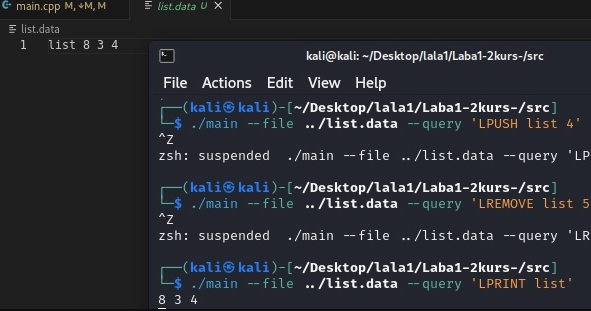 main.cpp M, ↓M, M
list.data U
list.data
1 list 8 3 4
kali@kali: ~/Desktop/lala1/Laba1-2kurs-/src
File Actions Edit View Help
┌──(kali㉿kali)-[~/Desktop/lala1/Laba1-2kurs-/src]
└─$ ./main --file ../list.data --query 'LPUSH list 4'
^Z
zsh: suspended ./main --file ../list.data --query 'LP
┌──(kali㉿kali)-[~/Desktop/lala1/Laba1-2kurs-/src]
└─$ ./main --file ../list.data --query 'LREMOVE list 5
^Z
zsh: suspended ./main --file ../list.data --query 'LR
┌──(kali㉿kali)-[~/Desktop/lala1/Laba1-2kurs-/src]
└─$ ./main --file ../list.data --query 'LPRINT list'
8 3 4